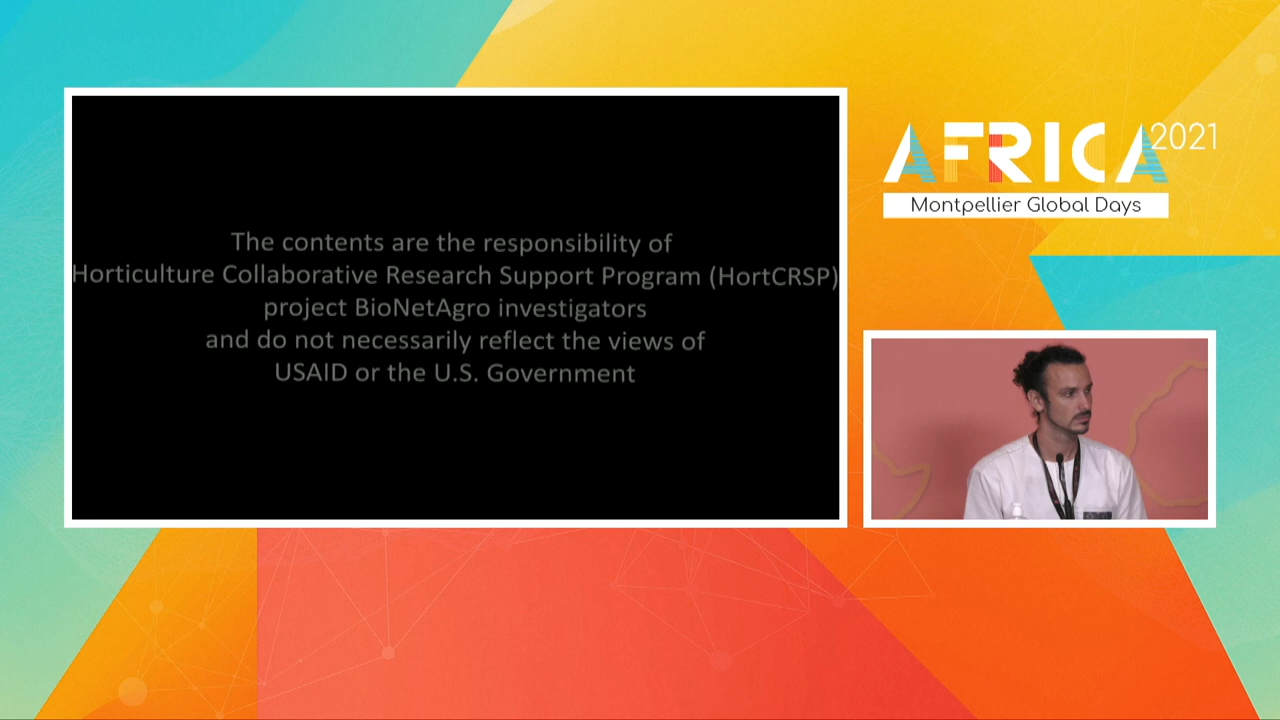 The contents are the responsibility of
Horticulture Collaborative Research Support Program (HortCRSP)
project BioNetAgro investigators
and do not necessarily reflect the views of
USAID or the U.S. Government
AFRICA 2021
Montpellier Global Days